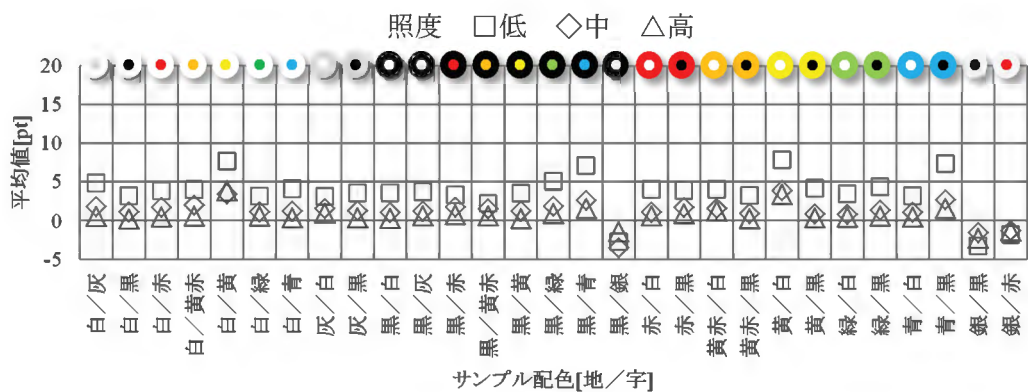 照度 □低 ◇中 △高
平均値[pt]
20
15
10
5
0
-5
白／灰
白／黒
白／赤
白／黄赤
白／黄
白／緑
白／青
灰／白
灰／黒
黒／白
黒／灰
黒／赤
黒／黄赤
黒／黄
黒／緑
黒／青
黒／銀
赤／白
赤／黒
黄赤／白
黄赤／黒
黄／白
黄／黒
緑／白
緑／黒
青／白
青／黒
銀／黒
銀／赤
サンプル配色[地／字]